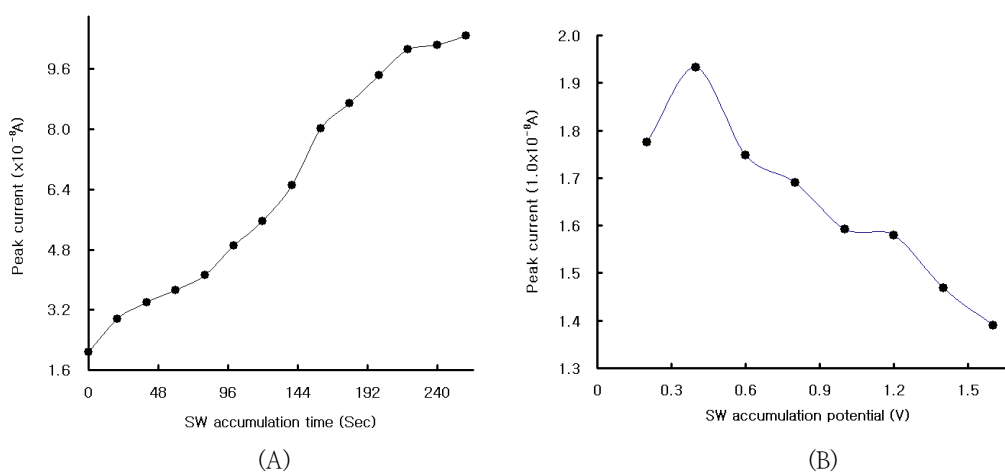 Peak current (×10⁻⁸A)
9.6
8.0
6.4
4.8
3.2
1.6
0 48 96 144 192 240
SW accumulation time (Sec)
(A)
Peak current (1.0x10⁻⁸A)
2.0
1.9
1.8
1.7
1.6
1.5
1.4
1.3
0 0.3 0.6 0.9 1.2 1.5
SW accumulation potential (V)
(B)